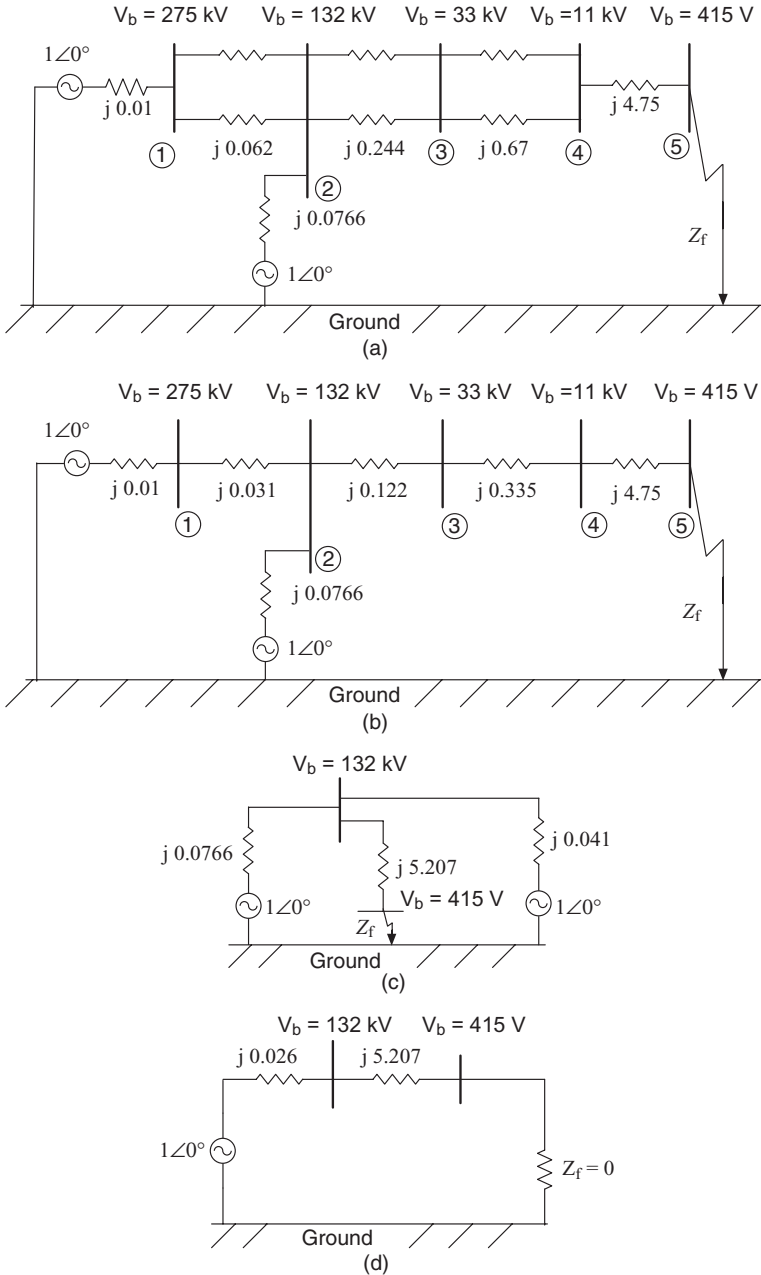 V_b = 275 kV V_b = 132 kV V_b = 33 kV V_b =11 kV V_b = 415 V
1∠0°
j 0.01 j 0.062 j 0.244 j 0.67 j 4.75
① ② ③ ④ ⑤
j 0.0766
1∠0°
Z_f
Ground
(a)
V_b = 275 kV V_b = 132 kV V_b = 33 kV V_b =11 kV V_b = 415 V
1∠0°
j 0.01 j 0.031 j 0.122 j 0.335 j 4.75
① ② ③ ④ ⑤
j 0.0766
1∠0°
Z_f
Ground
(b)
V_b = 132 kV
j 0.0766 j 5.207 j 0.041
V_b = 415 V
1∠0° Z_f 1∠0°
Ground
(c)
V_b = 132 kV V_b = 415 V
j 0.026 j 5.207
1∠0°
Z_f = 0
Ground
(d)